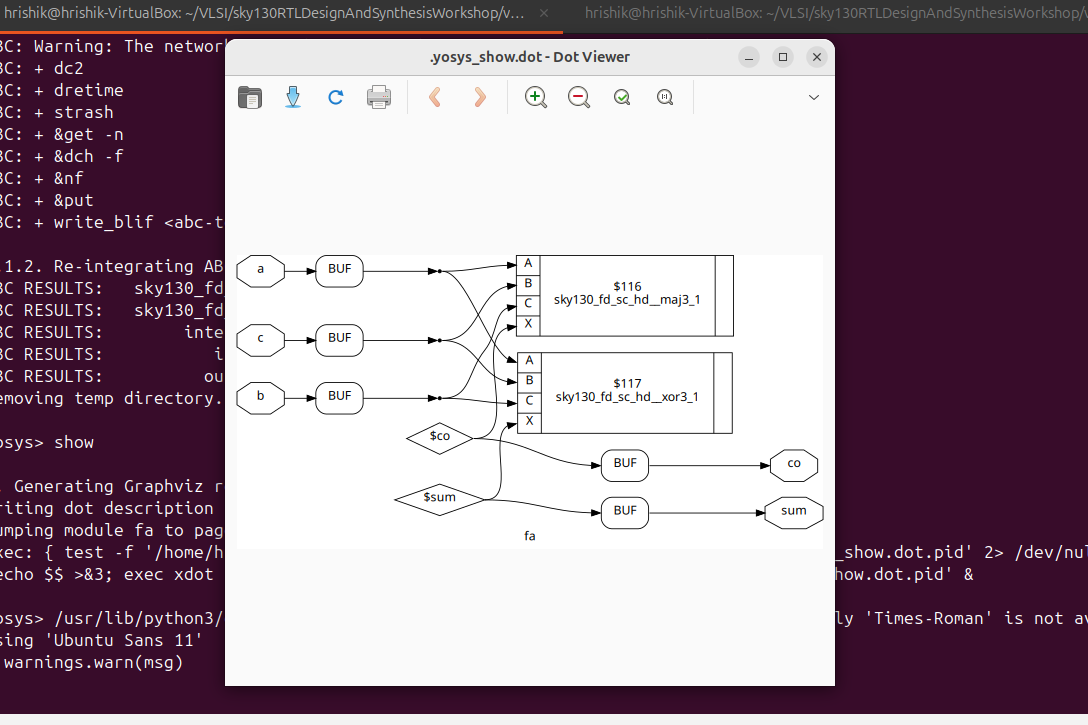 hrishik@hrishik-VirtualBox: ~/VLSI/sky130RTLDesignAndSynthesisWorkshop/v... × hrishik@hrishik-VirtualBox: ~/VLSI/sky130RTLDesignAndSynthesisWorkshop/v
BC: Warning: The networ
BC: + dc2
BC: + dretime
BC: + strash
BC: + &get -n
BC: + &dch -f
BC: + &nf
BC: + &put
BC: + write_blif <abc-t
.1.2. Re-integrating AB
BC RESULTS: sky130_fd_
BC RESULTS: sky130_fd_
BC RESULTS: inte
BC RESULTS: i
BC RESULTS: ou
emoving temp directory.
osys> show
. Generating Graphviz r
riting dot description
umping module fa to pag
xec: { test -f '/home/h
_show.dot.pid' 2> /dev/nul
echo $$ >&3; exec xdot
how.dot.pid' &
osys> /usr/lib/python3/
ly 'Times-Roman' is not av
sing 'Ubuntu Sans 11'
warnings.warn(msg)
.yosys_show.dot - Dot Viewer
a
BUF
A
B
C
X
$116
sky130_fd_sc_hd__maj3_1
c
BUF
A
B
C
X
$117
sky130_fd_sc_hd__xor3_1
b
BUF
$co
BUF
co
$sum
BUF
sum
fa